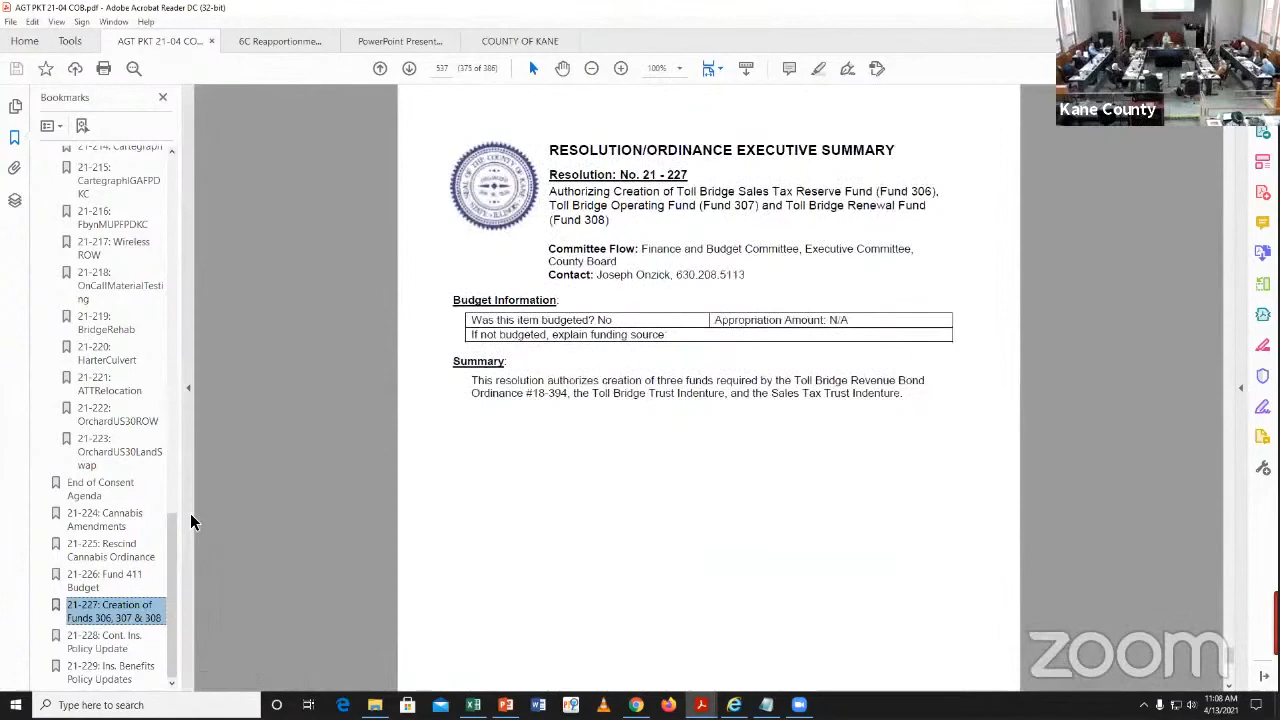 AGT PKT 21-04 COB.pdf - Adobe Acrobat Reader DC (32-bit)
File Edit View Sign Window Help
Home Tools AGT PKT 21-04 CO... × 6C Reapportionme... PowerPoint Present... COUNTY OF KANE
537 (375 of 386) 100%
Kane County
Bookmarks
21-214: Cartegraph
21-215:
CartegraphIGAFPD
KC
21-216:
FbynMUPFPDKC
21-217: Wireless
ROW
21-218:
OnCallMaterialTesti
ng
21-219:
BridgeRehab
21-220:
HarterCulvert
21-221:
ATTRelocation
21-222:
OrchardUS30ROW
21-223:
OrchardUS30LandS
wap
End of Consent
Agenda
21-224: Cannabis
Amendments
21-225: Rescind
Cannabis Ordinance
21-226: Fund 411
Budget
21-227: Creation of
Funds 306, 307 & 308
21-228: Cont. Ins.
Policy Update
21-229: Ins. Benefits
Policy Updates
RESOLUTION/ORDINANCE EXECUTIVE SUMMARY
Resolution: No. 21 - 227
Authorizing Creation of Toll Bridge Sales Tax Reserve Fund (Fund 306),
Toll Bridge Operating Fund (Fund 307) and Toll Bridge Renewal Fund
(Fund 308)
Committee Flow: Finance and Budget Committee, Executive Committee,
County Board
Contact: Joseph Onzick, 630.208.5113
Budget Information:
Was this item budgeted? No Appropriation Amount: N/A
If not budgeted, explain funding source:
Summary:
This resolution authorizes creation of three funds required by the Toll Bridge Revenue Bond
Ordinance #18-394, the Toll Bridge Trust Indenture, and the Sales Tax Trust Indenture.
zoom
Type here to search
11:08 AM
4/13/2021